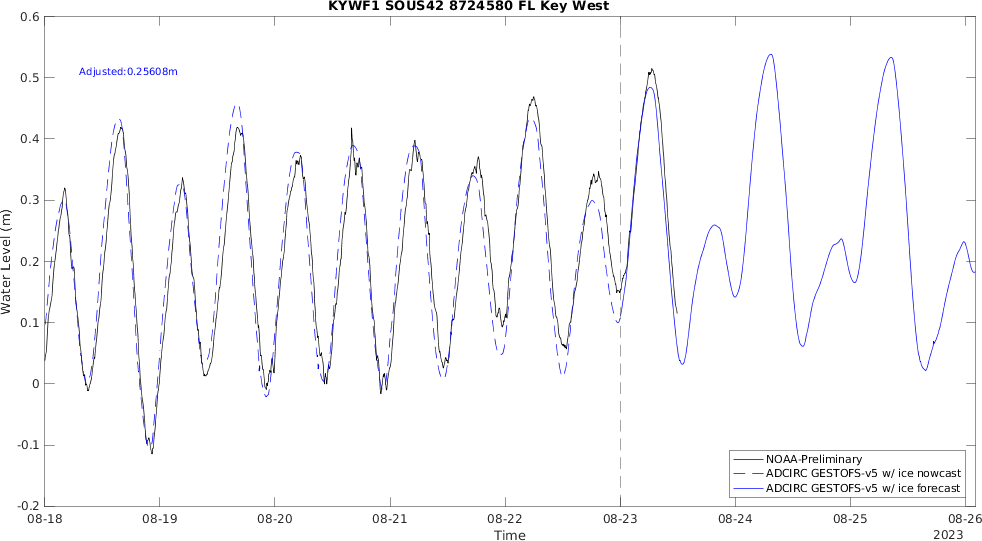 KYWF1 SOUS42 8724580 FL Key West
0.6
Adjusted:0.25608m
0.5
0.4
0.3
0.2
0.1
0
-0.1
-0.2
Water Level (m)
NOAA-Preliminary
ADCIRC GESTOFS-v5 w/ ice nowcast
ADCIRC GESTOFS-v5 w/ ice forecast
08-18 08-19 08-20 08-21 08-22 08-23 08-24 08-25 08-26
Time
2023